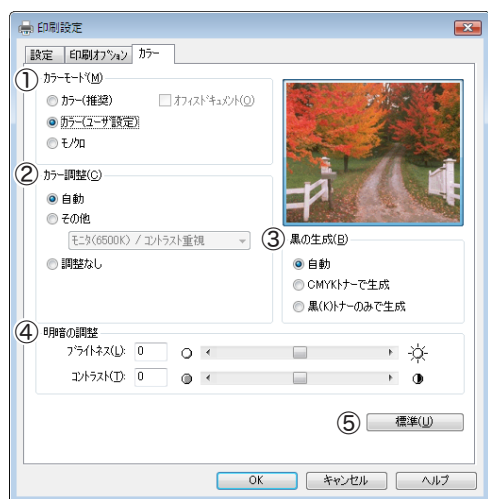 印刷設定
設定 印刷オプション カラー
① カラーモード(M)
カラー(推奨) オフィスドキュメント(O)
カラー(ユーザ設定)
モノクロ
② カラー調整(C)
自動
その他
モニタ(6500K) / コントラスト重視
調整なし
③ 黒の生成(B)
自動
CMYKトナーで生成
黒(K)トナーのみで生成
④ 明暗の調整
ブライトネス(L): 0
コントラスト(T): 0
⑤ 標準(U)
OK キャンセル ヘルプ